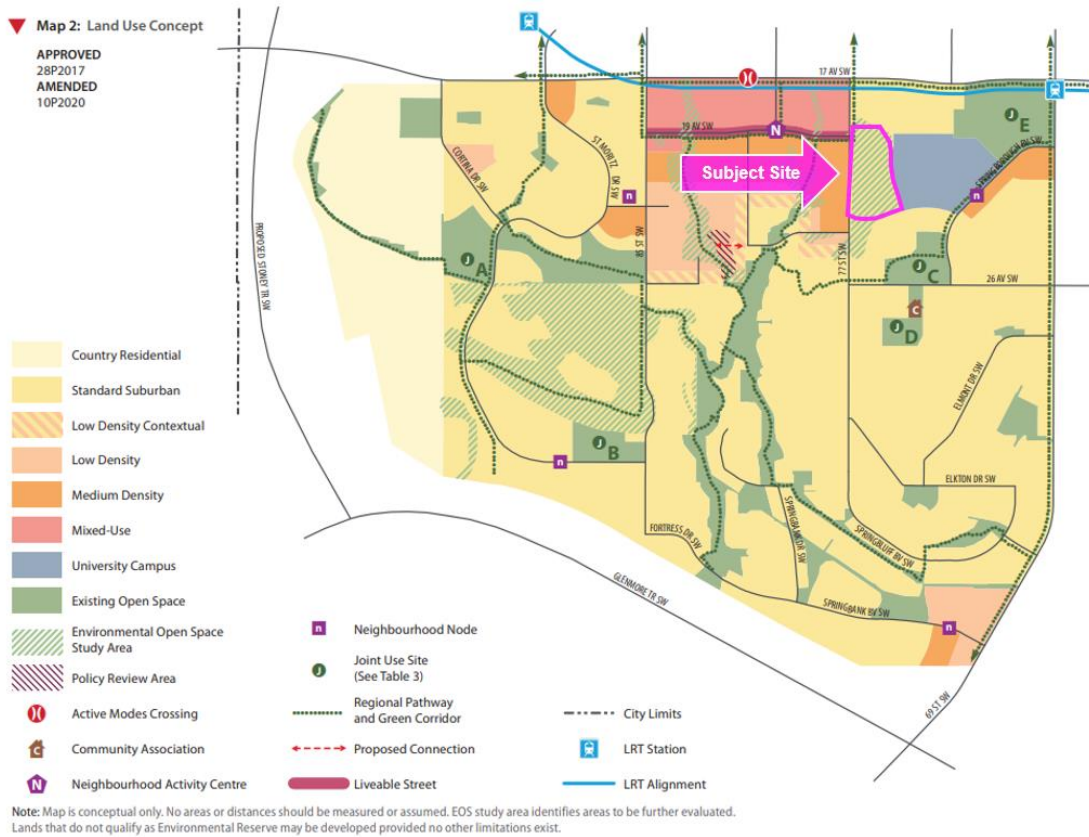 Map 2: Land Use Concept
APPROVED
28P2017
AMENDED
10P2020
17 AV SW
19 AV SW
N
J E
CORTINA DR SW
ST MORITZ DR SW
n
Subject Site
SPRINGBOROUGH BV SW
n
PROPOSED STONEY TR SW
85 ST SW
77 ST SW
J A
J C
26 AV SW
C
J D
ELMONT DR SW
J B
n
ELKTON DR SW
FORTRESS DR SW
SPRINGBANK DR SW
SPRINGBLUFF BV SW
GLENMORE TR SW
SPRINGBANK BV SW
n
69 ST SW
Country Residential
Standard Suburban
Low Density Contextual
Low Density
Medium Density
Mixed-Use
University Campus
Existing Open Space
Environmental Open Space
Study Area
Policy Review Area
Active Modes Crossing
C Community Association
N Neighbourhood Activity Centre
n Neighbourhood Node
J Joint Use Site
(See Table 3)
Regional Pathway
and Green Corridor
Proposed Connection
Liveable Street
City Limits
LRT Station
LRT Alignment
Note: Map is conceptual only. No areas or distances should be measured or assumed. EOS study area identifies areas to be further evaluated.
Lands that do not qualify as Environmental Reserve may be developed provided no other limitations exist.